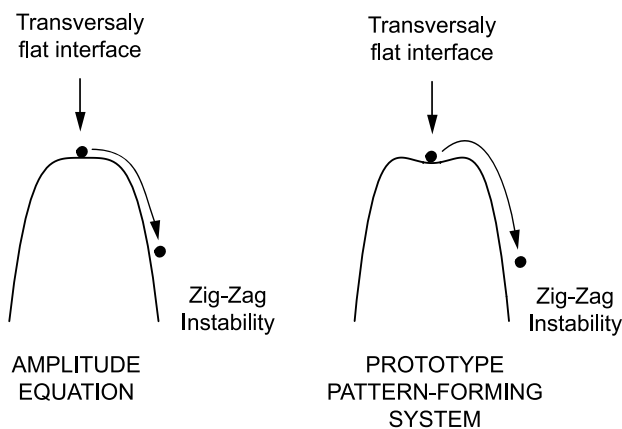 Transversaly
flat interface
Zig-Zag
Instability
AMPLITUDE
EQUATION
Transversaly
flat interface
Zig-Zag
Instability
PROTOTYPE
PATTERN-FORMING
SYSTEM